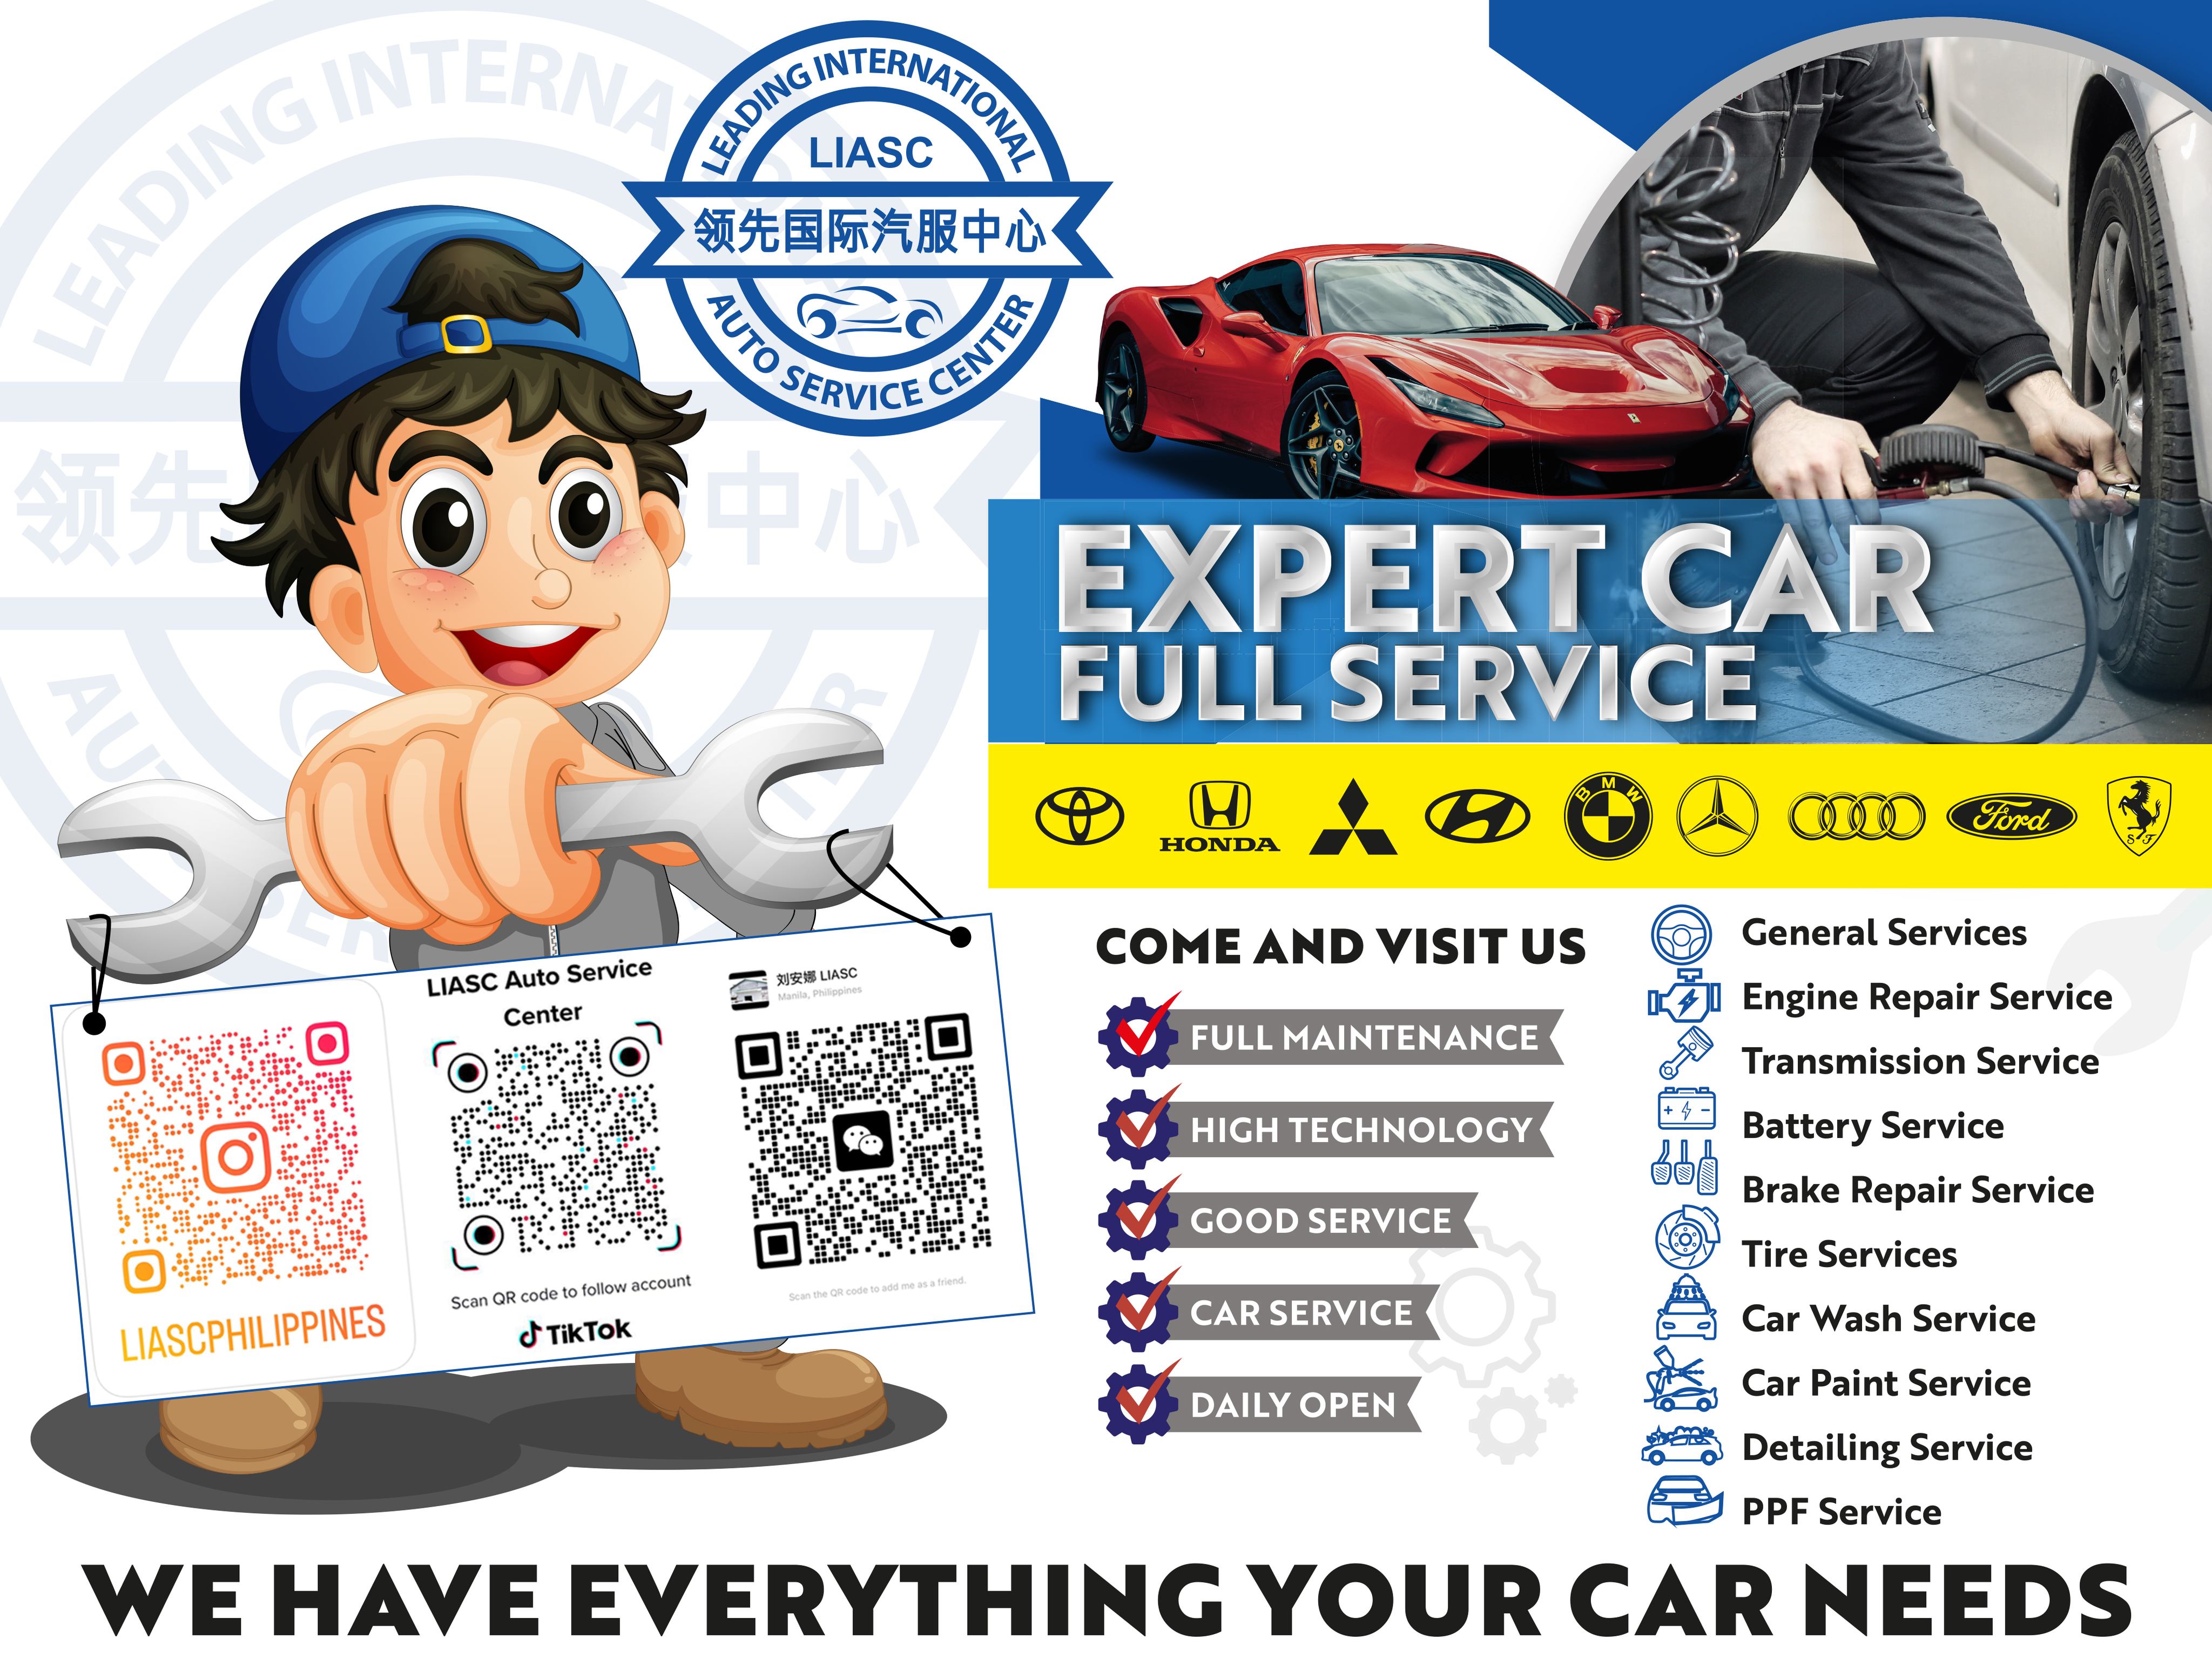 LEADING INTERNATIONAL
LIASC
领先国际汽服中心
AUTO SERVICE CENTER
EXPERT CAR
FULL SERVICE
HONDA
BMW
Ford
S F
LIASC Auto Service
Center
Scan QR code to follow account
TikTok
LIASCPHILIPPINES
刘安娜 LIASC
Manila, Philippines
Scan the QR code to add me as a friend.
COME AND VISIT US
FULL MAINTENANCE
HIGH TECHNOLOGY
GOOD SERVICE
CAR SERVICE
DAILY OPEN
General Services
Engine Repair Service
Transmission Service
Battery Service
Brake Repair Service
Tire Services
Car Wash Service
Car Paint Service
Detailing Service
PPF Service
WE HAVE EVERYTHING YOUR CAR NEEDS